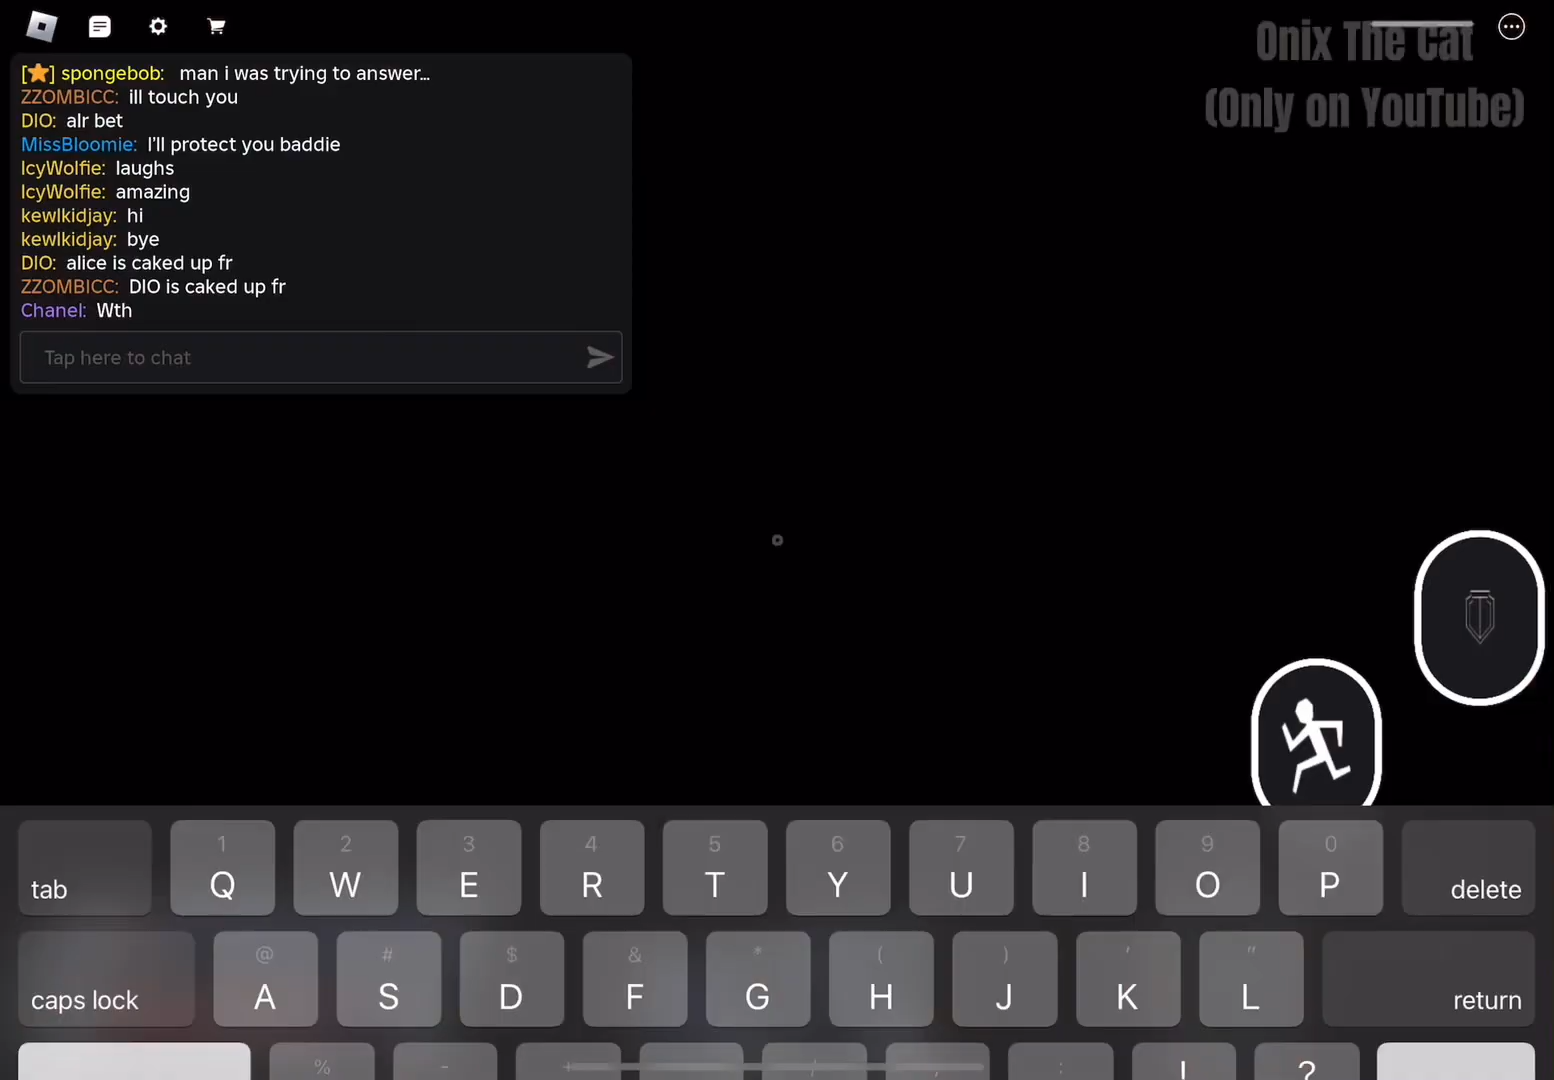 Onix The Cat
(Only on YouTube)
[⭐] spongebob: man i was trying to answer...
ZZOMBICC: ill touch you
DIO: alr bet
MissBloomie: I'll protect you baddie
IcyWolfie: laughs
IcyWolfie: amazing
kewlkidjay: hi
kewlkidjay: bye
DIO: alice is caked up fr
ZZOMBICC: DIO is caked up fr
Chanel: Wth
Tap here to chat
1 2 3 4 5 6 7 8 9 0
tab Q W E R T Y U I O P delete
@ # $ & * ( ) ' "
caps lock A S D F G H J K L return
% - + / ; : ! ?